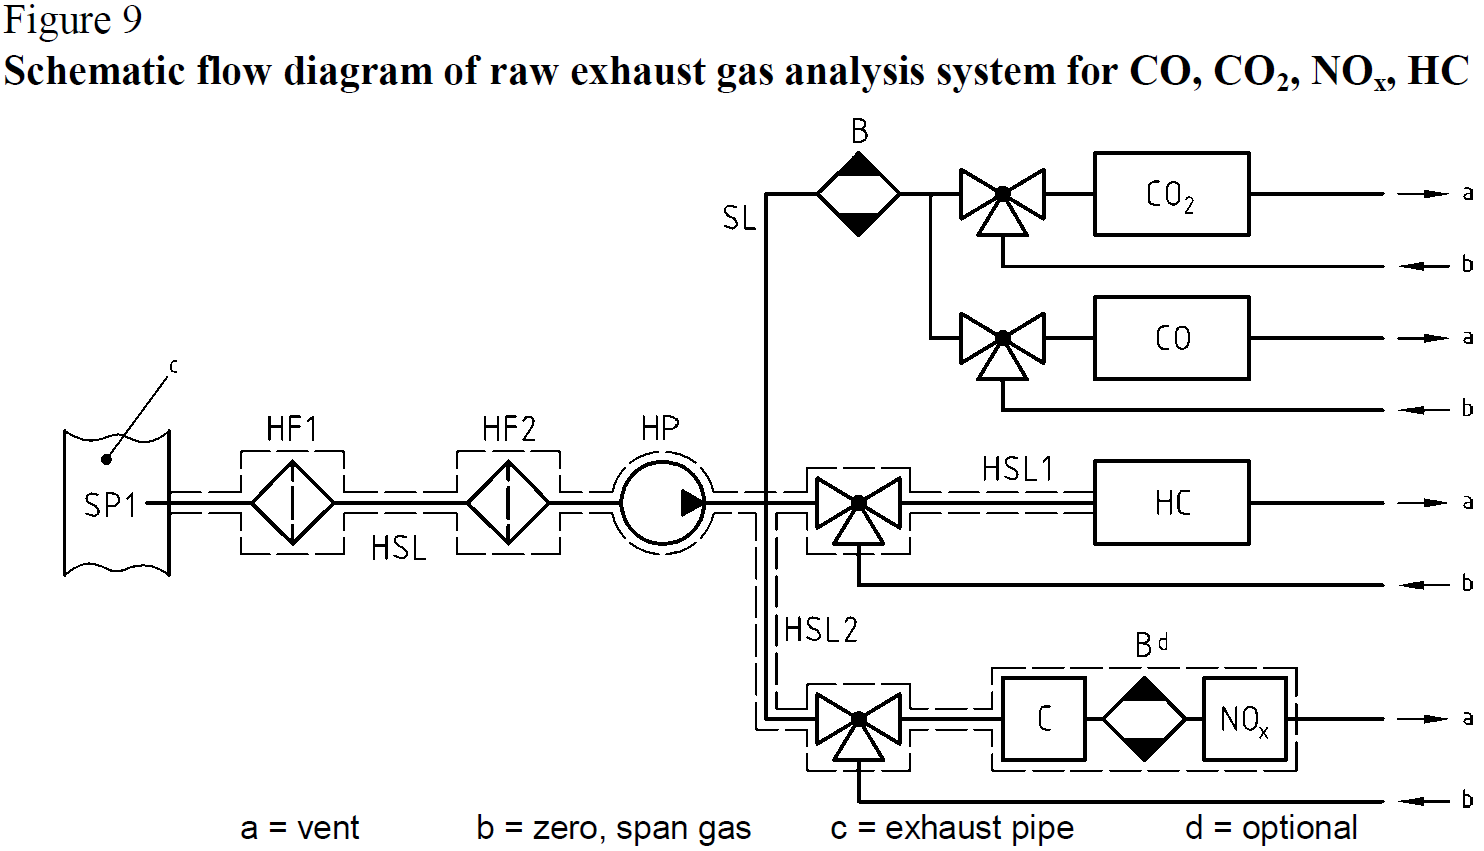 Figure 9
Schematic flow diagram of raw exhaust gas analysis system for CO, CO₂, NOₓ, HC
B
SL
CO₂
a
b
CO
a
b
c
HF1
HF2
HP
SP1
HSL
HSL1
HC
a
b
HSL2
B d
C
NOₓ
a
b
a = vent b = zero, span gas c = exhaust pipe d = optional